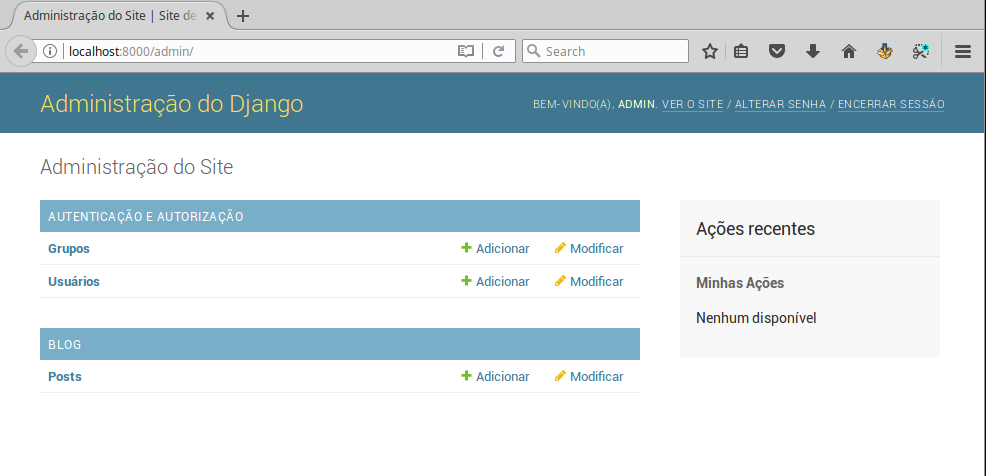 Administração do Site | Site de
localhost:8000/admin/
Search
Administração do Django
BEM-VINDO(A), ADMIN. VER O SITE / ALTERAR SENHA / ENCERRAR SESSÃO
Administração do Site
AUTENTICAÇÃO E AUTORIZAÇÃO
Grupos Adicionar Modificar
Usuários Adicionar Modificar
BLOG
Posts Adicionar Modificar
Ações recentes
Minhas Ações
Nenhum disponível